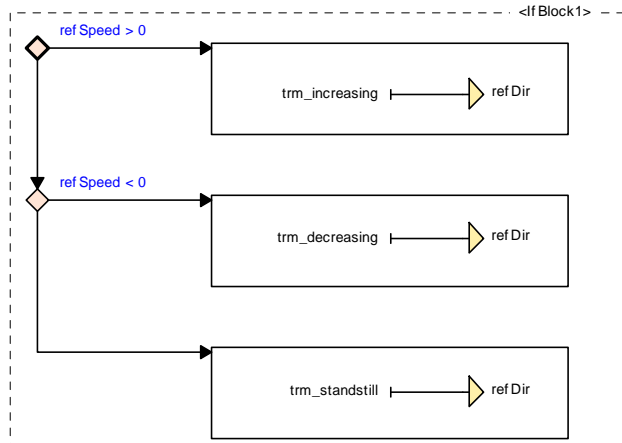 <If Block1>
ref Speed > 0
trm_increasing
ref Dir
ref Speed < 0
trm_decreasing
ref Dir
trm_standstill
ref Dir